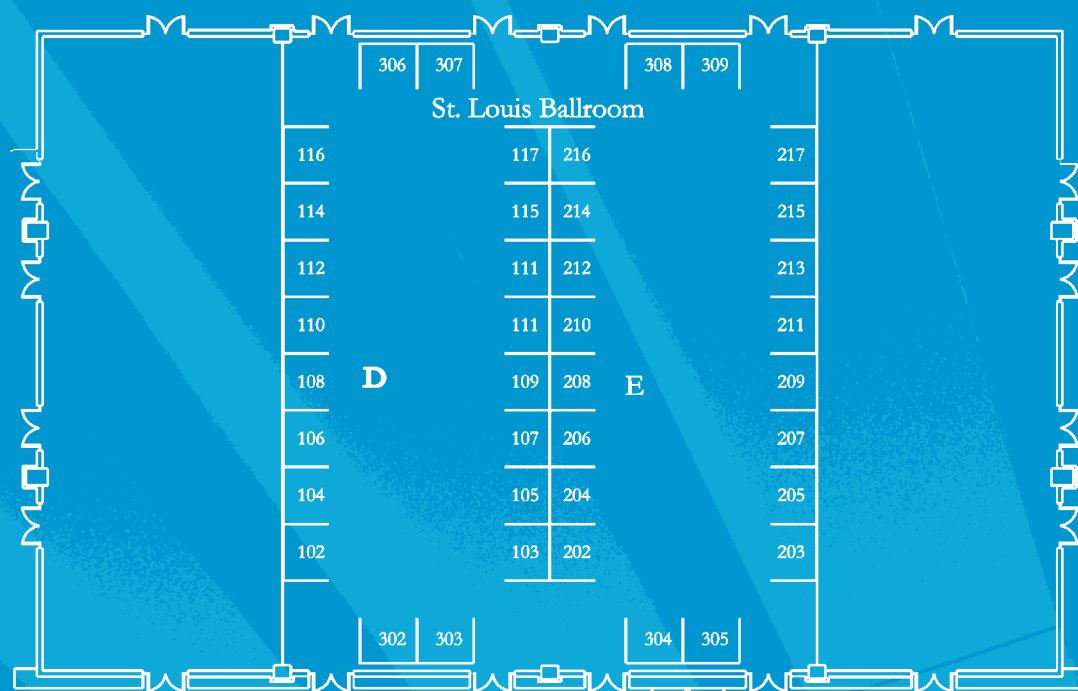 306 307 308 309
St. Louis Ballroom
116 117 216 217
114 115 214 215
112 111 212 213
110 111 210 211
108 D 109 208 E 209
106 107 206 207
104 105 204 205
102 103 202 203
302 303 304 305